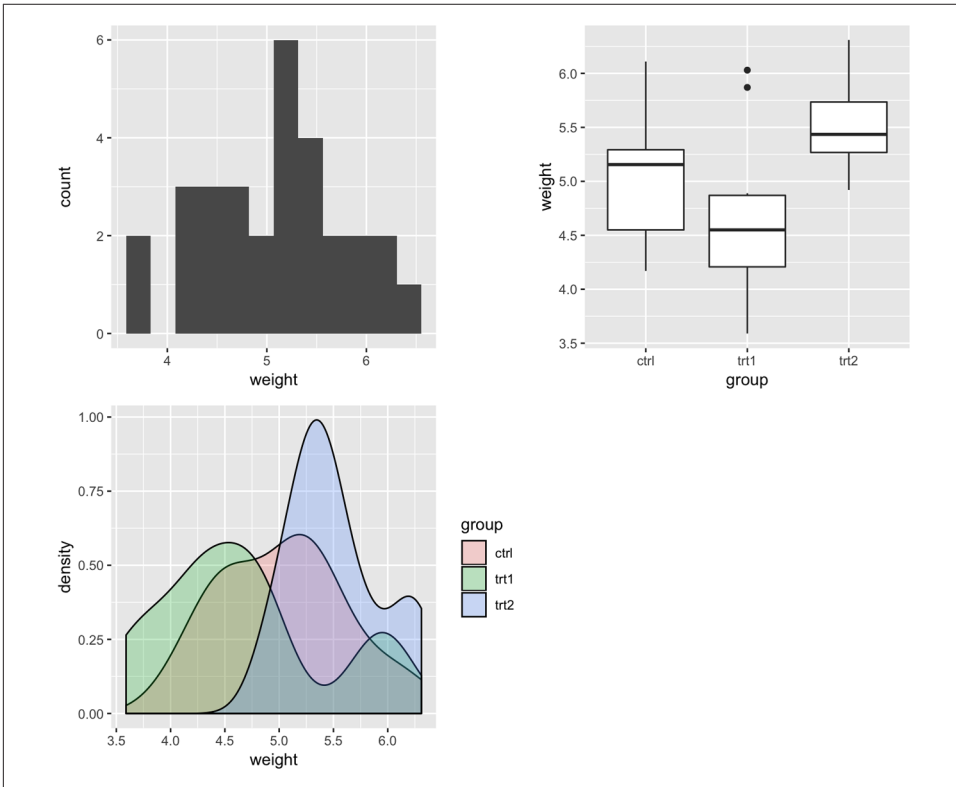 6
4
2
0
count
4 5 6
weight
6.0
5.5
5.0
4.5
4.0
3.5
weight
ctrl trt1 trt2
group
1.00
0.75
0.50
0.25
0.00
density
3.5 4.0 4.5 5.0 5.5 6.0
weight
group
ctrl
trt1
trt2